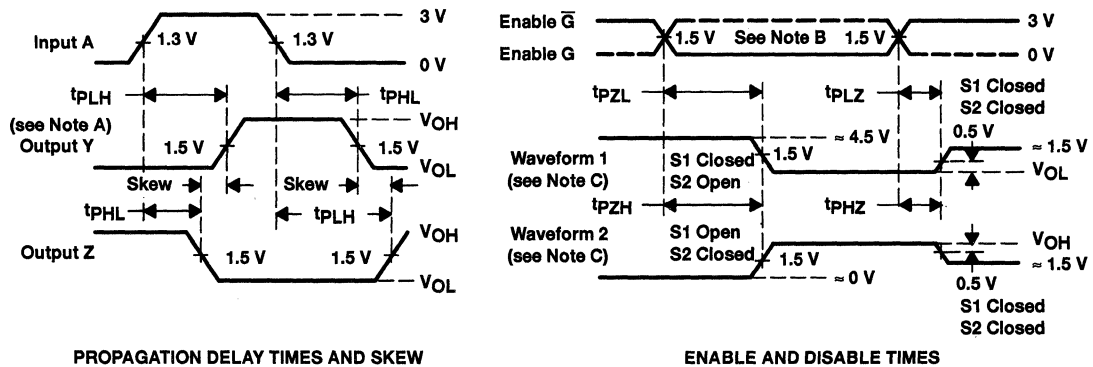 3 V
Input A
1.3 V
1.3 V
0 V
tPLH
tPHL
(see Note A)
Output Y
VOH
1.5 V
1.5 V
VOL
Skew
Skew
tPHL
tPLH
Output Z
VOH
1.5 V
1.5 V
VOL
PROPAGATION DELAY TIMES AND SKEW
Enable G̅
3 V
1.5 V
See Note B
1.5 V
Enable G
0 V
tPZL
tPLZ
S1 Closed
S2 Closed
≈ 4.5 V
0.5 V
Waveform 1
(see Note C)
S1 Closed
S2 Open
1.5 V
≈ 1.5 V
VOL
tPZH
tPHZ
Waveform 2
(see Note C)
S1 Open
S2 Closed
1.5 V
VOH
≈ 1.5 V
≈ 0 V
0.5 V
S1 Closed
S2 Closed
ENABLE AND DISABLE TIMES